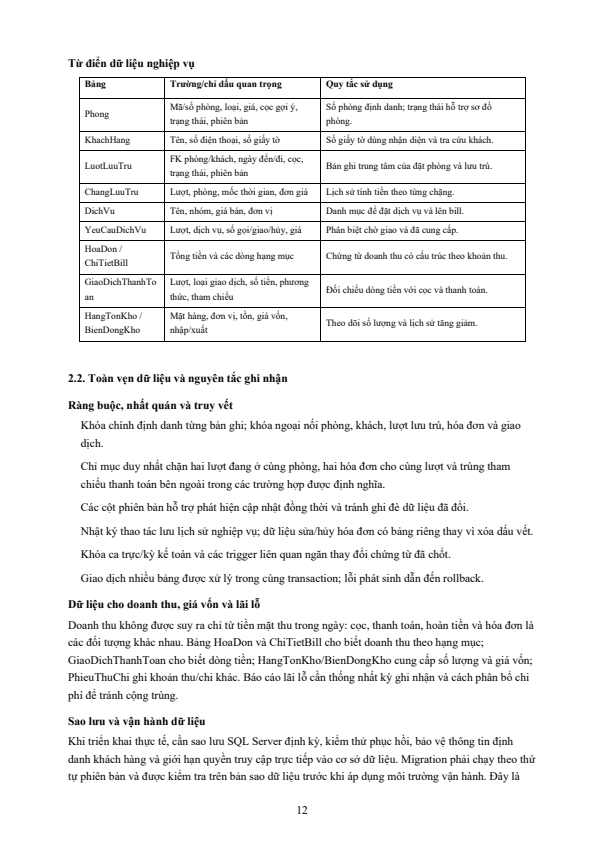 Từ điển dữ liệu nghiệp vụ
Bảng
Trường/chỉ dấu quan trọng
Quy tắc sử dụng
Phong
Mã/số phòng, loại, giá, cọc gợi ý,
trạng thái, phiên bản
Số phòng định danh; trạng thái hỗ trợ sơ đồ
phòng.
KhachHang
Tên, số điện thoại, số giấy tờ
Số giấy tờ dùng nhận diện và tra cứu khách.
LuotLuuTru
FK phòng/khách, ngày đến/đi, cọc,
trạng thái, phiên bản
Bản ghi trung tâm của đặt phòng và lưu trú.
ChangLuuTru
Lượt, phòng, mốc thời gian, đơn giá
Lịch sử tính tiền theo từng chặng.
DichVu
Tên, nhóm, giá bán, đơn vị
Danh mục để đặt dịch vụ và lên bill.
YeuCauDichVu
Lượt, dịch vụ, số gọi/giao/hủy, giá
Phân biệt chờ giao và đã cung cấp.
HoaDon /
ChiTietBill
Tổng tiền và các dòng hạng mục
Chứng từ doanh thu có cấu trúc theo khoản thu.
GiaoDichThanhTo
an
Lượt, loại giao dịch, số tiền, phương
thức, tham chiếu
Đối chiếu dòng tiền với cọc và thanh toán.
HangTonKho /
BienDongKho
Mặt hàng, đơn vị, tồn, giá vốn,
nhập/xuất
Theo dõi số lượng và lịch sử tăng giảm.
2.2. Toàn vẹn dữ liệu và nguyên tắc ghi nhận
Ràng buộc, nhất quán và truy vết
Khóa chính định danh từng bản ghi; khóa ngoại nối phòng, khách, lượt lưu trú, hóa đơn và giao
dịch.
Chỉ mục duy nhất chặn hai lượt đang ở cùng phòng, hai hóa đơn cho cùng lượt và trùng tham
chiếu thanh toán bên ngoài trong các trường hợp được định nghĩa.
Các cột phiên bản hỗ trợ phát hiện cập nhật đồng thời và tránh ghi đè dữ liệu đã đổi.
Nhật ký thao tác lưu lịch sử nghiệp vụ; dữ liệu sửa/hủy hóa đơn có bảng riêng thay vì xóa dấu vết.
Khóa ca trực/kỳ kế toán và các trigger liên quan ngăn thay đổi chứng từ đã chốt.
Giao dịch nhiều bảng được xử lý trong cùng transaction; lỗi phát sinh dẫn đến rollback.
Dữ liệu cho doanh thu, giá vốn và lãi lỗ
Doanh thu không được suy ra chỉ từ tiền mặt thu trong ngày: cọc, thanh toán, hoàn tiền và hóa đơn là
các đối tượng khác nhau. Bảng HoaDon và ChiTietBill cho biết doanh thu theo hạng mục;
GiaoDichThanhToan cho biết dòng tiền; HangTonKho/BienDongKho cung cấp số lượng và giá vốn;
PhieuThuChi ghi khoản thu/chi khác. Báo cáo lãi lỗ cần thống nhất kỳ ghi nhận và cách phân bổ chi
phí để tránh cộng trùng.
Sao lưu và vận hành dữ liệu
Khi triển khai thực tế, cần sao lưu SQL Server định kỳ, kiểm thử phục hồi, bảo vệ thông tin định
danh khách hàng và giới hạn quyền truy cập trực tiếp vào cơ sở dữ liệu. Migration phải chạy theo thứ
tự phiên bản và được kiểm tra trên bản sao dữ liệu trước khi áp dụng môi trường vận hành. Đây là
12